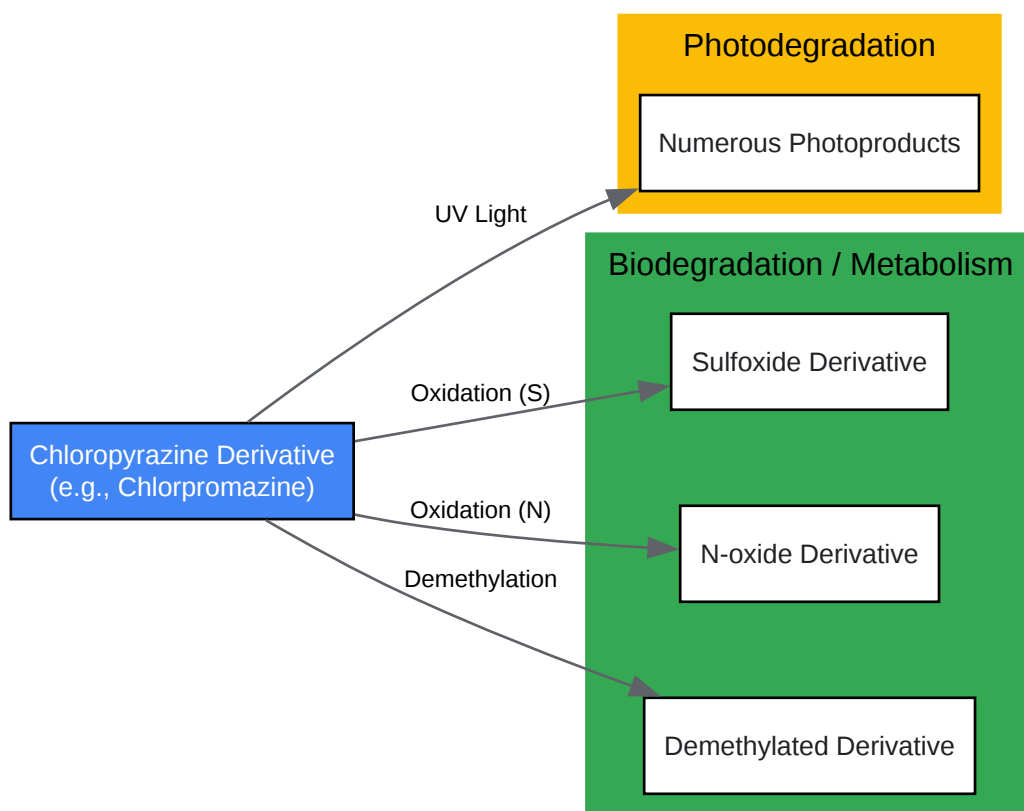 Photodegradation
Numerous Photoproducts
UV Light
Biodegradation / Metabolism
Sulfoxide Derivative
Oxidation (S)
Chloropyrazine Derivative
(e.g., Chlorpromazine)
Oxidation (N)
N-oxide Derivative
Demethylation
Demethylated Derivative